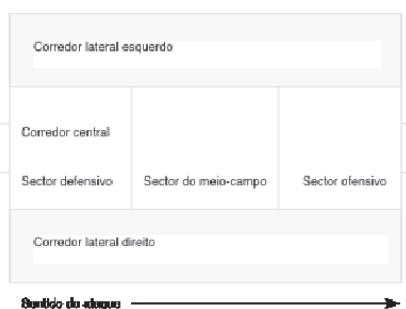 Corredor lateral esquerdo
Corredor central
Sector defensivo Sector do meio-campo Sector ofensivo
Corredor lateral direito
Sentido do ataque